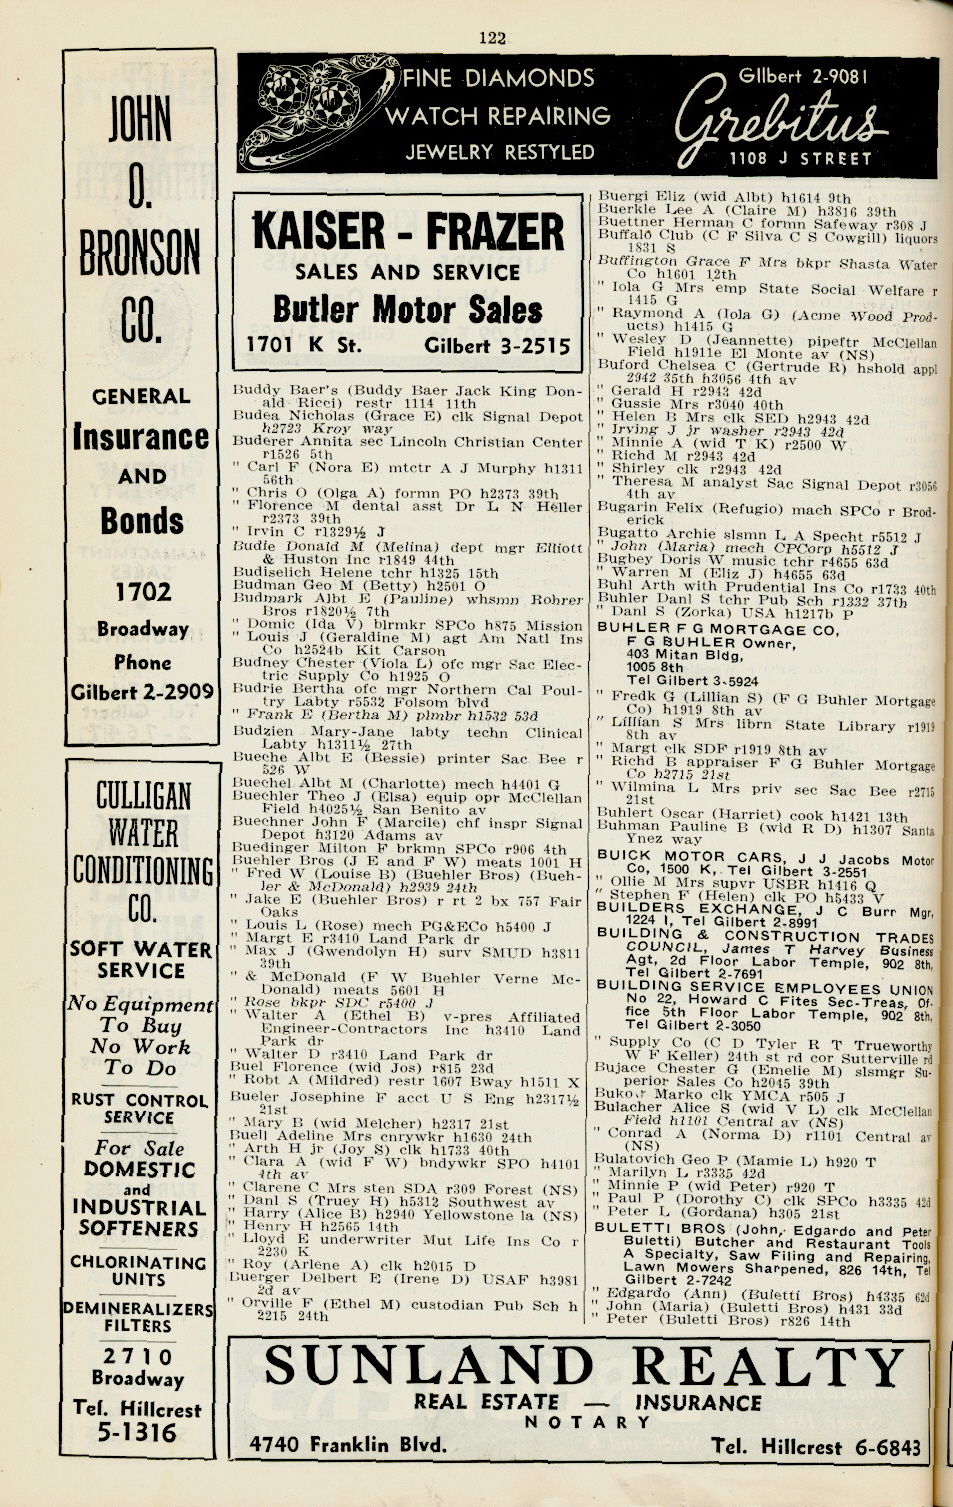 122
JOHN
O.
BRONSON
CO.
GENERAL
Insurance
AND
Bonds
1702
Broadway
Phone
Gilbert 2-2909
CULLIGAN
WATER
CONDITIONING
CO.
SOFT WATER
SERVICE
No Equipment
To Buy
No Work
To Do
RUST CONTROL
SERVICE
For Sale
DOMESTIC
and
INDUSTRIAL
SOFTENERS
CHLORINATING
UNITS
DEMINERALIZERS
FILTERS
2710
Broadway
Tel. Hillcrest
5-1316
FINE DIAMONDS
WATCH REPAIRING
JEWELRY RESTYLED
GIlbert 2-9081
Grebitus
1108 J STREET
KAISER - FRAZER
SALES AND SERVICE
Butler Motor Sales
1701 K St. Gilbert 3-2515
Buddy Baer's (Buddy Baer Jack King Don-
ald Ricci) restr 1114 11th
Budea Nicholas (Grace E) clk Signal Depot
h2723 Kroy way
Buderer Annita sec Lincoln Christian Center
r1526 5th
" Carl F (Nora E) mtctr A J Murphy h1311
56th
" Chris O (Olga A) formn PO h2373 39th
" Florence M dental asst Dr L N Heller
r2373 39th
" Irvin C r1329½ J
Budie Donald M (Melina) dept mgr Elliott
& Huston Inc r1849 44th
Budiselich Helene tchr h1325 15th
Budman Geo M (Betty) h2501 O
Budmark Albt E (Pauline) whsmn Rohrer
Bros r1820½ 7th
" Domic (Ida V) blrmkr SPCo h875 Mission
" Louis J (Geraldine M) agt Am Natl Ins
Co h2524b Kit Carson
Budney Chester (Viola L) ofc mgr Sac Elec-
tric Supply Co h1925 O
Budrie Bertha ofc mgr Northern Cal Poul-
try Labty r5532 Folsom blvd
" Frank E (Bertha M) plmbr h1532 53d
Budzien Mary-Jane labty techn Clinical
Labty h1311½ 27th
Bueche Albt E (Bessie) printer Sac Bee r
526 W
Buechel Albt M (Charlotte) mech h4401 G
Buechler Theo J (Elsa) equip opr McClellan
Field h4025½ San Benito av
Buechner John F (Marcile) chf inspr Signal
Depot h3120 Adams av
Buedinger Milton F brkmn SPCo r906 4th
Buehler Bros (J E and F W) meats 1001 H
" Fred W (Louise B) (Buehler Bros) (Bueh-
ler & McDonald) h2939 24th
" Jake E (Buehler Bros) r rt 2 bx 757 Fair
Oaks
" Louis L (Rose) mech PG&ECo h5400 J
" Margt E r3410 Land Park dr
" Max J (Gwendolyn H) surv SMUD h3811
39th
" & McDonald (F W Buehler Verne Mc-
Donald) meats 5601 H
" Rose bkpr SDC r5400 J
" Walter A (Ethel B) v-pres Affiliated
Engineer-Contractors Inc h3410 Land
Park dr
" Walter D r3410 Land Park dr
Buel Florence (wid Jos) r815 23d
" Robt A (Mildred) restr 1607 Bway h1511 X
Bueler Josephine F acct U S Eng h2317½
21st
" Mary B (wid Melcher) h2317 21st
Buell Adeline Mrs cnrywkr h1630 24th
" Arth H jr (Joy S) clk h1733 40th
" Clara A (wid F W) bndywkr SPO h4101
4th av
" Clarene C Mrs sten SDA r309 Forest (NS)
" Danl S (Truey H) h5312 Southwest av
" Harry (Alice B) h2940 Yellowstone la (NS)
" Henry H h2565 14th
" Lloyd E underwriter Mut Life Ins Co r
2230 K
" Roy (Arlene A) clk h2015 D
Buerger Delbert E (Irene D) USAF h3981
2d av
" Orville F (Ethel M) custodian Pub Sch h
2215 24th
Buergi Eliz (wid Albt) h1614 9th
Buerkle Lee A (Claire M) h3816 39th
Buettner Herman C formn Safeway r308 J
Buffalo Club (C F Silva C S Cowgill) liquors
1831 S
Buffington Grace F Mrs bkpr Shasta Water
Co h1601 12th
" Iola G Mrs emp State Social Welfare r
1415 G
" Raymond A (Iola G) (Acme Wood Prod-
ucts) h1415 G
" Wesley D (Jeannette) pipeftr McClellan
Field h1911e El Monte av (NS)
Buford Chelsea C (Gertrude R) hshold appl
2942 35th h3056 4th av
" Gerald H r2943 42d
" Gussie Mrs r3040 40th
" Helen B Mrs clk SED h2943 42d
" Irving J jr washer r2943 42d
" Minnie A (wid T K) r2500 W
" Richd M r2943 42d
" Shirley clk r2943 42d
" Theresa M analyst Sac Signal Depot r3056
4th av
Bugarin Felix (Refugio) mach SPCo r Brod-
erick
Bugatto Archie slsmn L A Specht r5512 J
" John (Maria) mech CPCorp h5512 J
Bugbey Doris W music tchr r4655 63d
" Warren M (Eliz J) h4655 63d
Buhl Arth with Prudential Ins Co r1733 40th
Buhler Danl S tchr Pub Sch r1332 37th
" Danl S (Zorka) USA h1217b P
BUHLER F G MORTGAGE CO,
F G BUHLER Owner,
403 Mitan Bldg,
1005 8th
Tel Gilbert 3-5924
" Fredk G (Lillian S) (F G Buhler Mortgage
Co) h1919 8th av
" Lillian S Mrs librn State Library r1919
8th av
" Margt clk SDF r1919 8th av
" Richd B appraiser F G Buhler Mortgage
Co h2715 21st
" Wilmina L Mrs priv sec Sac Bee r2715
21st
Buhlert Oscar (Harriet) cook h1421 13th
Buhman Pauline B (wid R D) h1307 Santa
Ynez way
BUICK MOTOR CARS, J J Jacobs Motor
Co, 1500 K, Tel Gilbert 3-2551
" Ollie M Mrs supvr USBR h1416 Q
" Stephen F (Helen) clk PO h5433 V
BUILDERS EXCHANGE, J C Burr Mgr,
1224 I, Tel Gilbert 2-8991
BUILDING & CONSTRUCTION TRADES
COUNCIL, James T Harvey Business
Agt, 2d Floor Labor Temple, 902 8th,
Tel Gilbert 2-7691
BUILDING SERVICE EMPLOYEES UNION
No 22, Howard C Fites Sec-Treas, Of-
fice 5th Floor Labor Temple, 902 8th,
Tel Gilbert 2-3050
" Supply Co (C D Tyler R T Trueworthy
W F Keller) 24th st rd cor Sutterville rd
Bujace Chester G (Emelie M) slsmgr Su-
perior Sales Co h2045 39th
Bukov Marko clk YMCA r505 J
Bulacher Alice S (wid V L) clk McClellan
Field h1101 Central av (NS)
" Conrad A (Norma D) r1101 Central av
(NS)
Bulatovich Geo P (Mamie L) h920 T
" Marilyn L r3335 42d
" Minnie P (wid Peter) r920 T
" Paul P (Dorothy C) clk SPCo h3335 42d
" Peter L (Gordana) h305 21st
BULETTI BROS (John, Edgardo and Peter
Buletti) Butcher and Restaurant Tools
A Specialty, Saw Filing and Repairing,
Lawn Mowers Sharpened, 826 14th, Tel
Gilbert 2-7242
" Edgardo (Ann) (Buletti Bros) h4335 62d
" John (Maria) (Buletti Bros) h431 33d
" Peter (Buletti Bros) r826 14th
SUNLAND REALTY
REAL ESTATE — INSURANCE
NOTARY
4740 Franklin Blvd. Tel. Hillcrest 6-6843